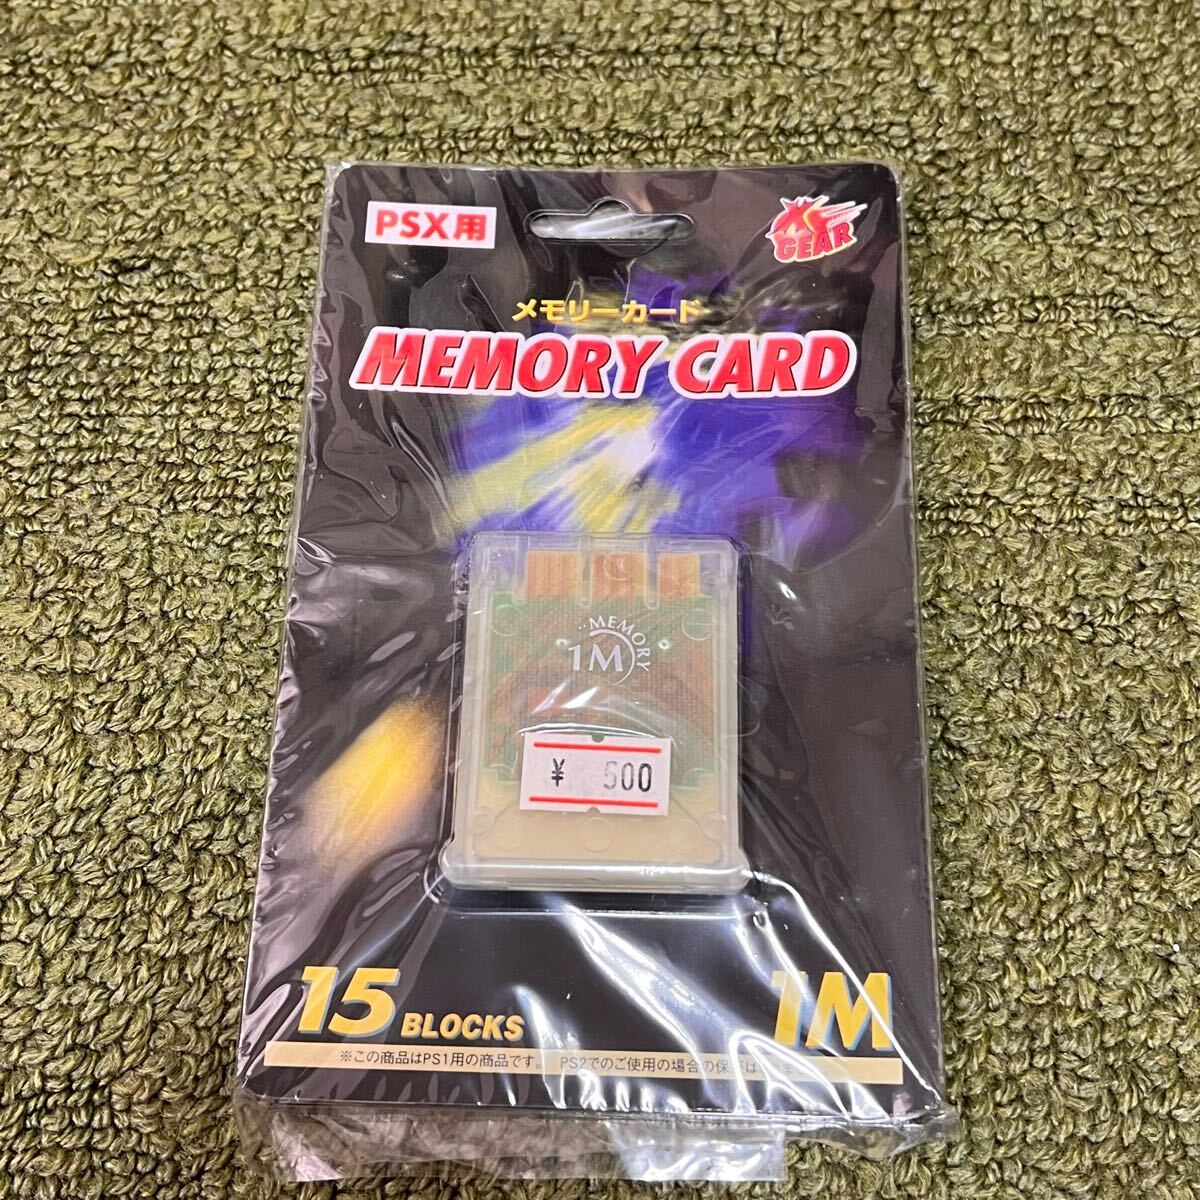 PSX用
X GEAR
メモリーカード
MEMORY CARD
MEMORY
1M
¥ 500
15 BLOCKS
1M
※この商品はPS1用の商品です。 PS2でのご使用の場合の保